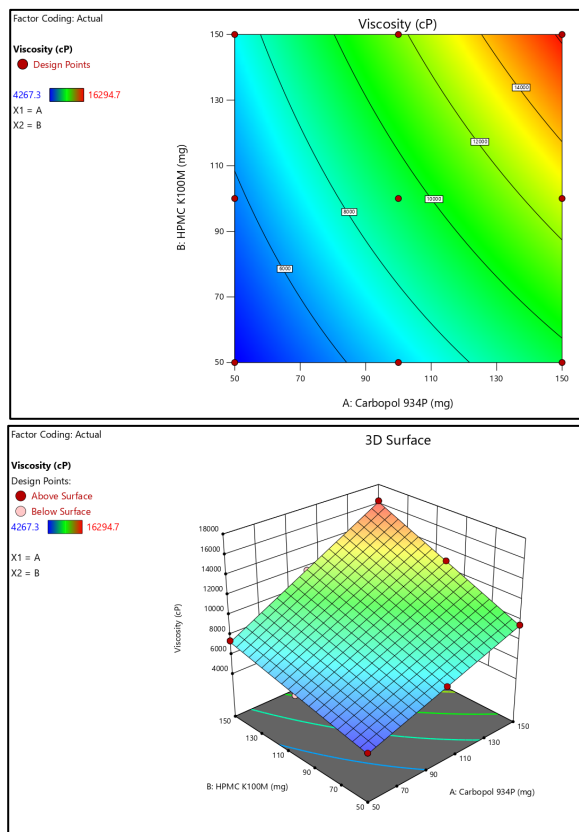 Factor Coding: Actual
Viscosity (cP)
Viscosity (cP)
Design Points
4267.3 16294.7
X1 = A
X2 = B
B: HPMC K100M (mg)
150
130
110
90
70
50
6000
8000
10000
12000
14000
50 70 90 110 130 150
A: Carbopol 934P (mg)
Factor Coding: Actual
3D Surface
Viscosity (cP)
Design Points:
Above Surface
Below Surface
4267.3 16294.7
X1 = A
X2 = B
Viscosity (cP)
18000
16000
14000
12000
10000
8000
6000
4000
150
130
110
90
70
50
B: HPMC K100M (mg)
50
70
90
110
130
150
A: Carbopol 934P (mg)